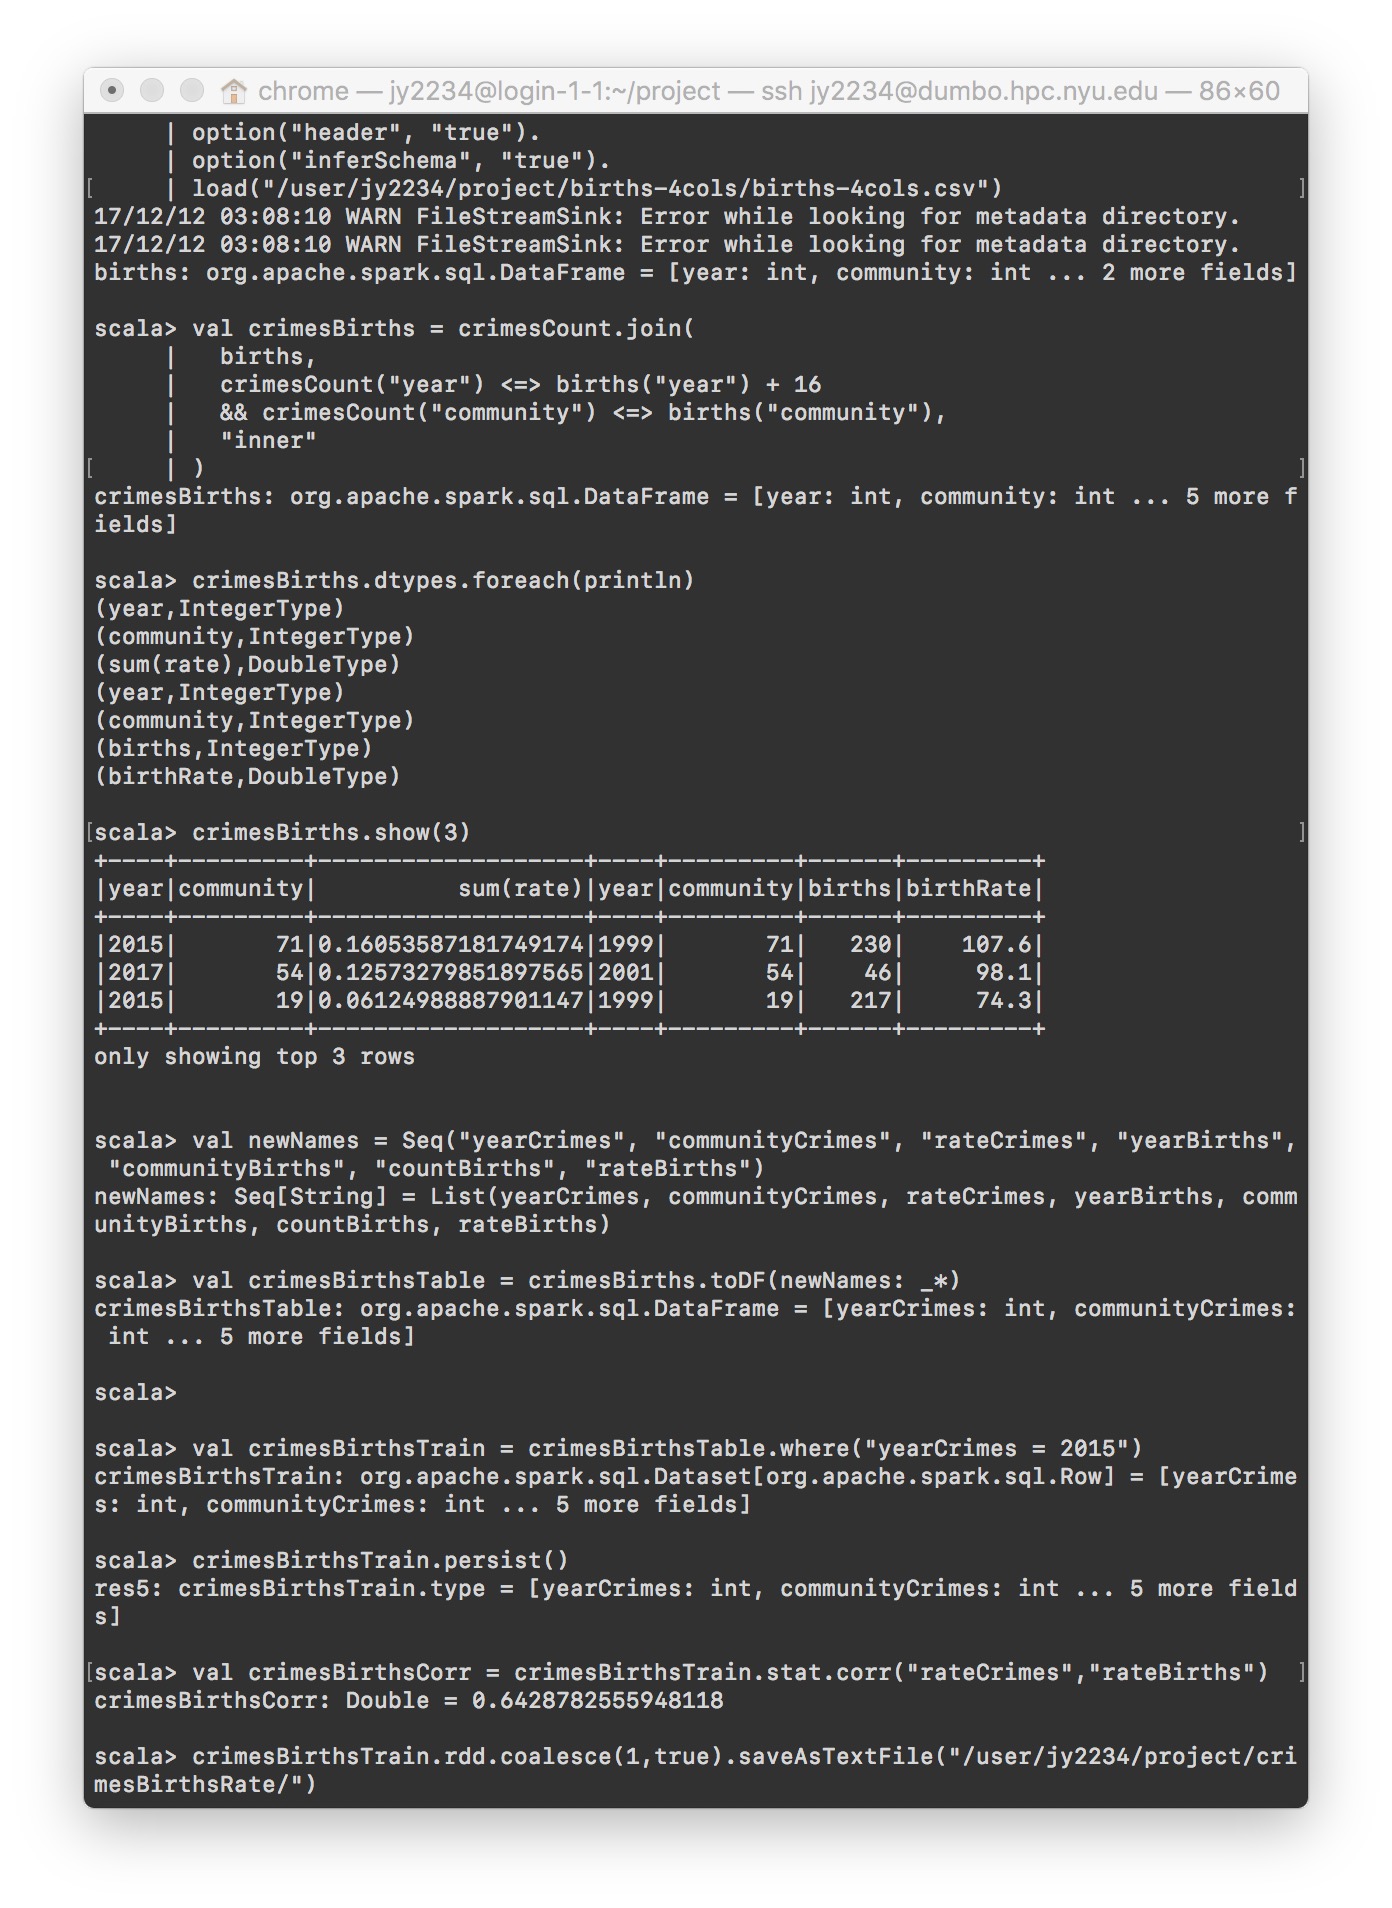 chrome — jy2234@login-1-1:~/project — ssh jy2234@dumbo.hpc.nyu.edu — 86×60
     | option("header", "true").
     | option("inferSchema", "true").
[     | load("/user/jy2234/project/births-4cols/births-4cols.csv")                     ]
17/12/12 03:08:10 WARN FileStreamSink: Error while looking for metadata directory.
17/12/12 03:08:10 WARN FileStreamSink: Error while looking for metadata directory.
births: org.apache.spark.sql.DataFrame = [year: int, community: int ... 2 more fields]

scala> val crimesBirths = crimesCount.join(
     |   births,
     |   crimesCount("year") <=> births("year") + 16
     |   && crimesCount("community") <=> births("community"),
     |   "inner"
[     | )                                                                              ]
crimesBirths: org.apache.spark.sql.DataFrame = [year: int, community: int ... 5 more f
ields]

scala> crimesBirths.dtypes.foreach(println)
(year,IntegerType)
(community,IntegerType)
(sum(rate),DoubleType)
(year,IntegerType)
(community,IntegerType)
(births,IntegerType)
(birthRate,DoubleType)

[scala> crimesBirths.show(3)                                                           ]
+----+---------+-------------------+----+---------+------+---------+
|year|community|          sum(rate)|year|community|births|birthRate|
+----+---------+-------------------+----+---------+------+---------+
|2015|       71|0.16053587181749174|1999|       71|   230|    107.6|
|2017|       54|0.12573279851897565|2001|       54|    46|     98.1|
|2015|       19|0.06124988887901147|1999|       19|   217|     74.3|
+----+---------+-------------------+----+---------+------+---------+
only showing top 3 rows


scala> val newNames = Seq("yearCrimes", "communityCrimes", "rateCrimes", "yearBirths",
 "communityBirths", "countBirths", "rateBirths")
newNames: Seq[String] = List(yearCrimes, communityCrimes, rateCrimes, yearBirths, comm
unityBirths, countBirths, rateBirths)

scala> val crimesBirthsTable = crimesBirths.toDF(newNames: _*)
crimesBirthsTable: org.apache.spark.sql.DataFrame = [yearCrimes: int, communityCrimes:
 int ... 5 more fields]

scala>

scala> val crimesBirthsTrain = crimesBirthsTable.where("yearCrimes = 2015")
crimesBirthsTrain: org.apache.spark.sql.Dataset[org.apache.spark.sql.Row] = [yearCrime
s: int, communityCrimes: int ... 5 more fields]

scala> crimesBirthsTrain.persist()
res5: crimesBirthsTrain.type = [yearCrimes: int, communityCrimes: int ... 5 more field
s]

[scala> val crimesBirthsCorr = crimesBirthsTrain.stat.corr("rateCrimes","rateBirths")  ]
crimesBirthsCorr: Double = 0.6428782555948118

scala> crimesBirthsTrain.rdd.coalesce(1,true).saveAsTextFile("/user/jy2234/project/cri
mesBirthsRate/")